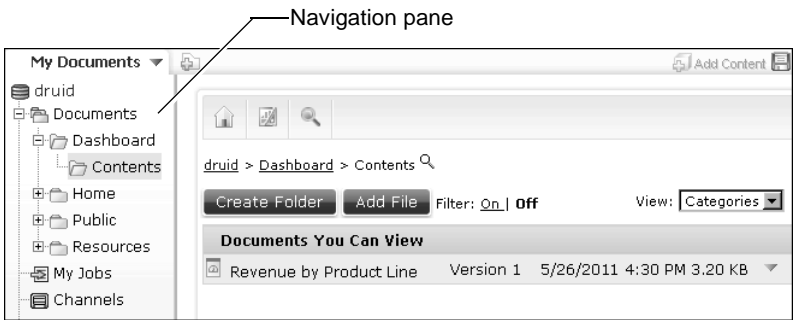 Navigation pane
My Documents
Add Content
druid
Documents
Dashboard
Contents
Home
Public
Resources
My Jobs
Channels
druid > Dashboard > Contents
Create Folder Add File Filter: On | Off View: Categories
Documents You Can View
Revenue by Product Line Version 1 5/26/2011 4:30 PM 3.20 KB